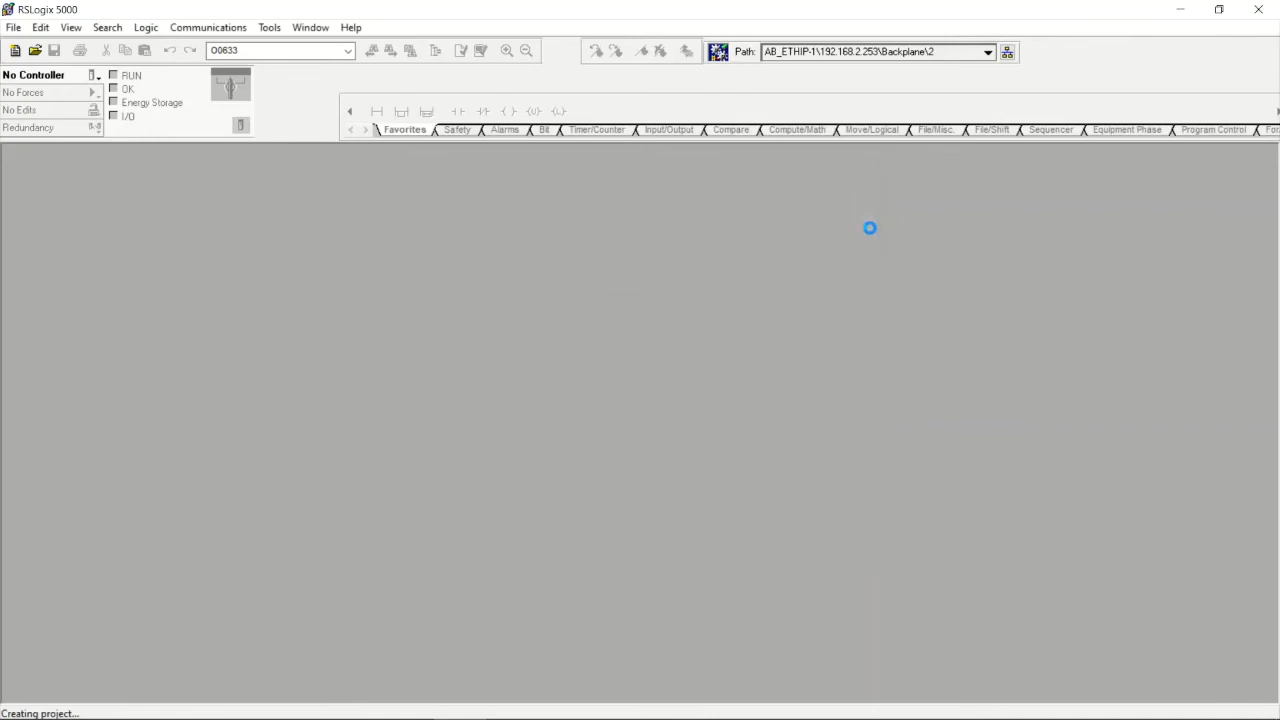 RSLogix 5000
File Edit View Search Logic Communications Tools Window Help
O0633
Path: AB_ETHIP-1\192.168.2.253\Backplane\2
No Controller
No Forces
No Edits
Redundancy
RUN
OK
Energy Storage
I/O
Favorites Safety Alarms Bit Timer/Counter Input/Output Compare Compute/Math Move/Logical File/Misc. File/Shift Sequencer Equipment Phase Program Control For
Creating project...